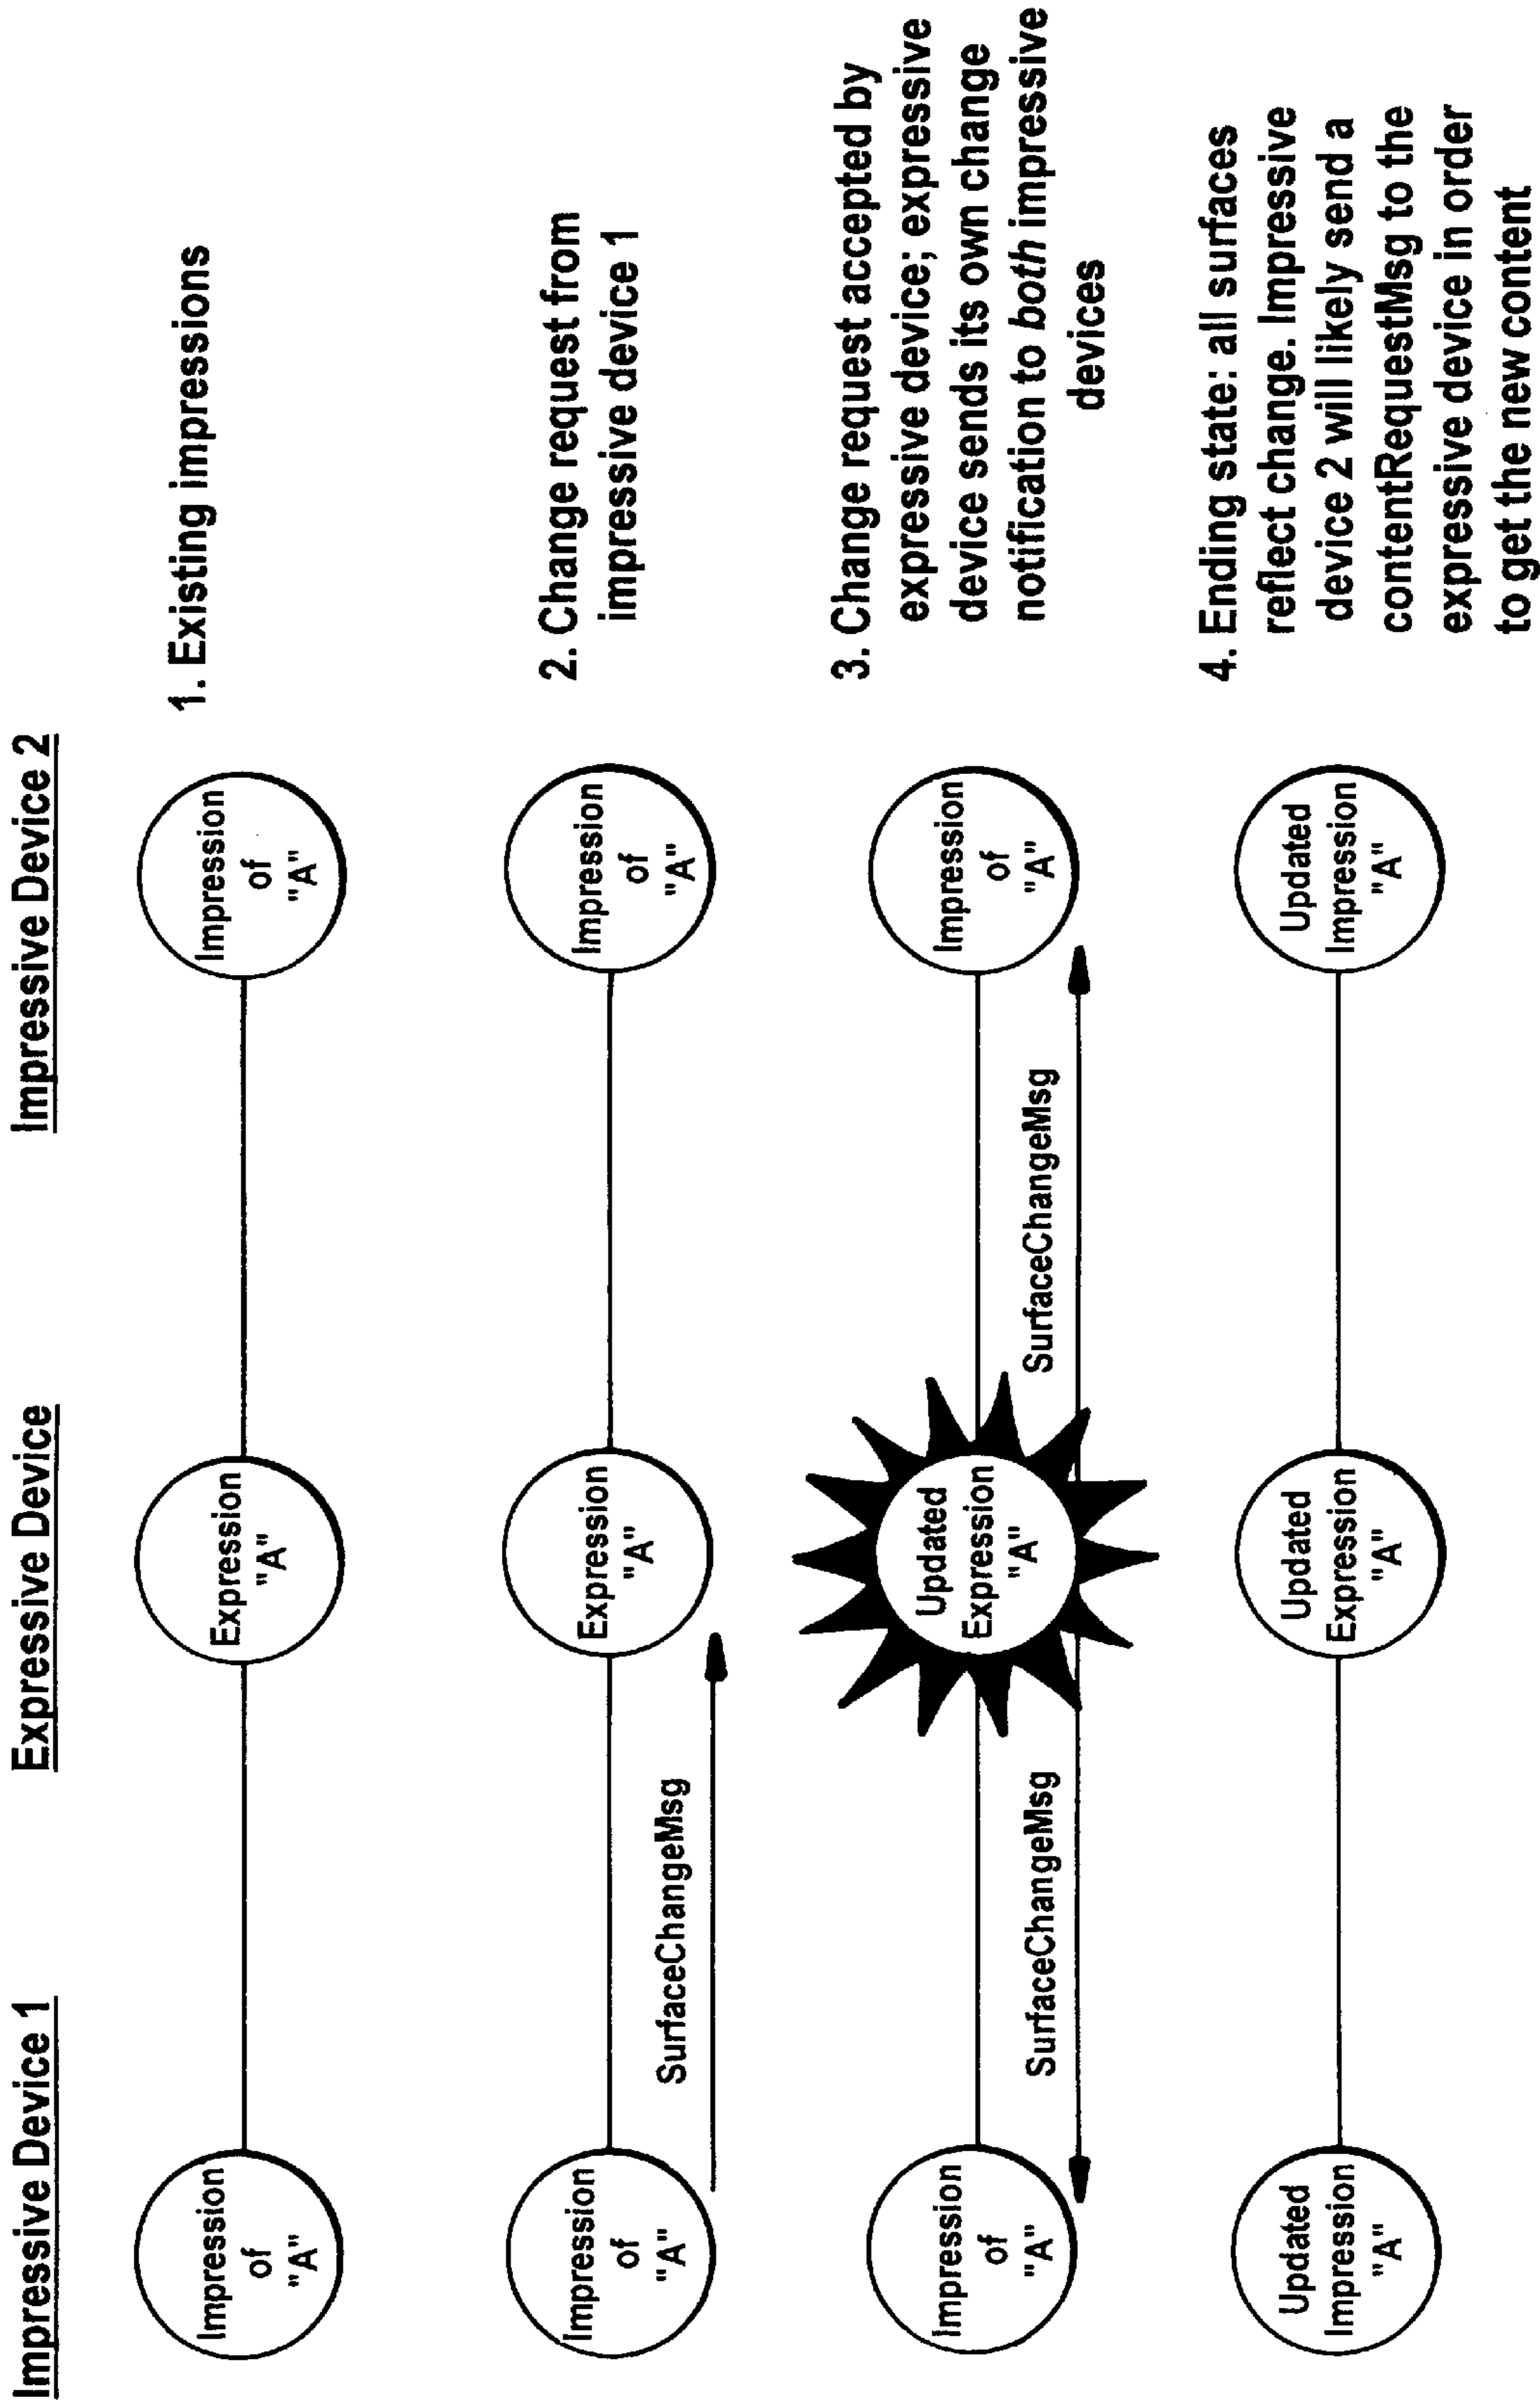 Impressive Device 1
Expressive Device
Impressive Device 2
Impression
of
"A"
Expression
"A"
Impression
of
"A"
1. Existing impressions
Impression
of
"A"
SurfaceChangeMsg
Expression
"A"
Impression
of
"A"
2. Change request from
impressive device 1
Impression
of
"A"
SurfaceChangeMsg
Updated
Expression
"A"
SurfaceChangeMsg
Impression
of
"A"
3. Change request accepted by
expressive device; expressive
device sends its own change
notification to both impressive
devices
Updated
Impression
"A"
Updated
Expression
"A"
Updated
Impression
"A"
4. Ending state: all surfaces
reflect change. Impressive
device 2 will likely send a
contentRequestMsg to the
expressive device in order
to get the new content